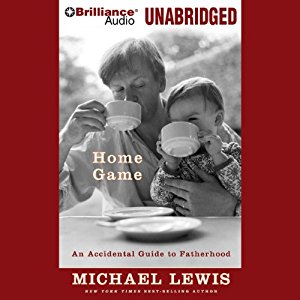 Brilliance Audio
UNABRIDGED
Home
Game
An Accidental Guide to Fatherhood
MICHAEL LEWIS
NEW YORK TIMES BEST-SELLING AUTHOR